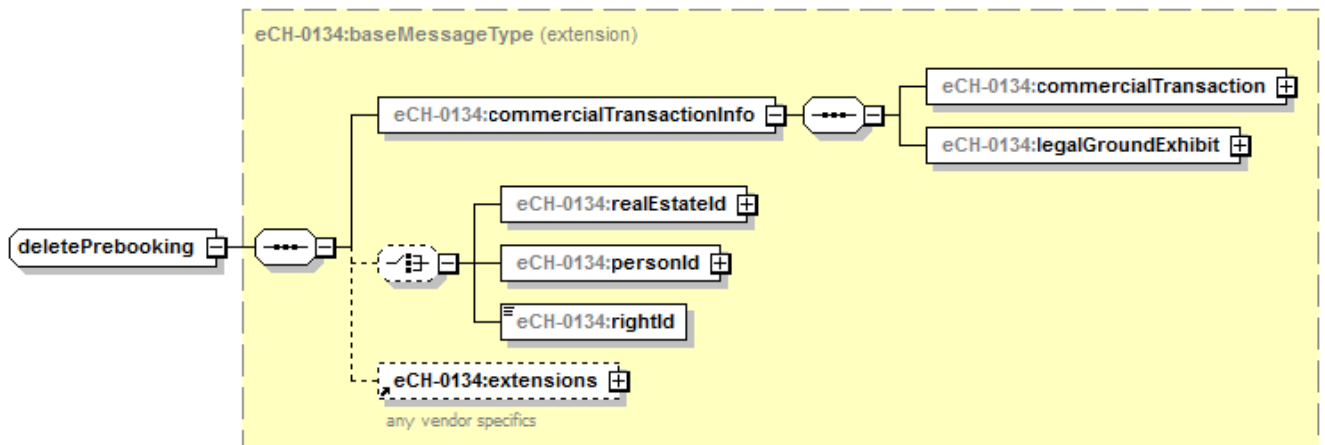 eCH-0134:baseMessageType (extension)
eCH-0134:commercialTransaction
eCH-0134:commercialTransactionInfo
eCH-0134:legalGroundExhibit
eCH-0134:realEstateId
deletePrebooking
eCH-0134:personId
eCH-0134:rightId
eCH-0134:extensions
any vendor specifics